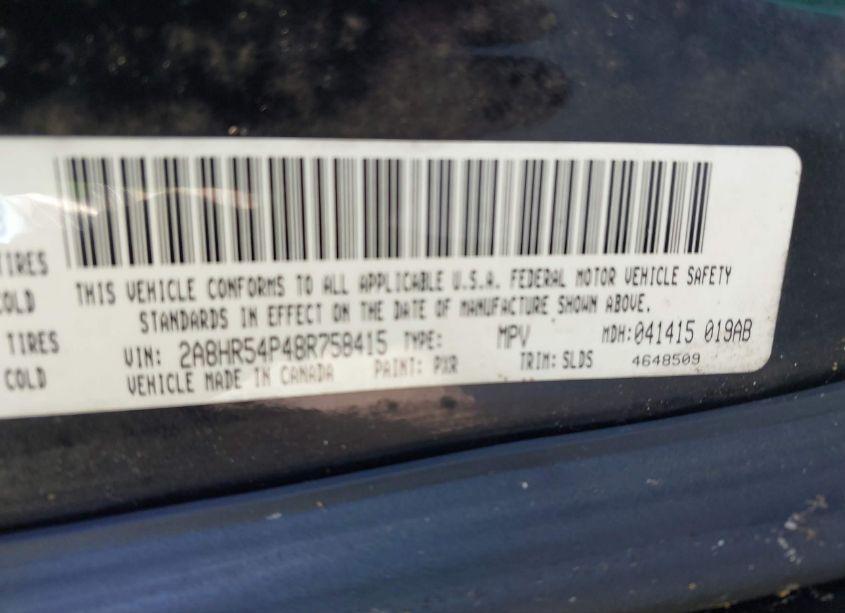 THIS VEHICLE CONFORMS TO ALL APPLICABLE U.S.A. FEDERAL MOTOR VEHICLE SAFETY
TIRES
STANDARDS IN EFFECT ON THE DATE OF MANUFACTURE SHOWN ABOVE.
COLD
VIN: 2A8HR54P48R758415 TYPE: MPV MDH: 041415 019AB
TIRES
VEHICLE MADE IN CANADA PAINT: PXR TRIM: SLDS 4648509
COLD